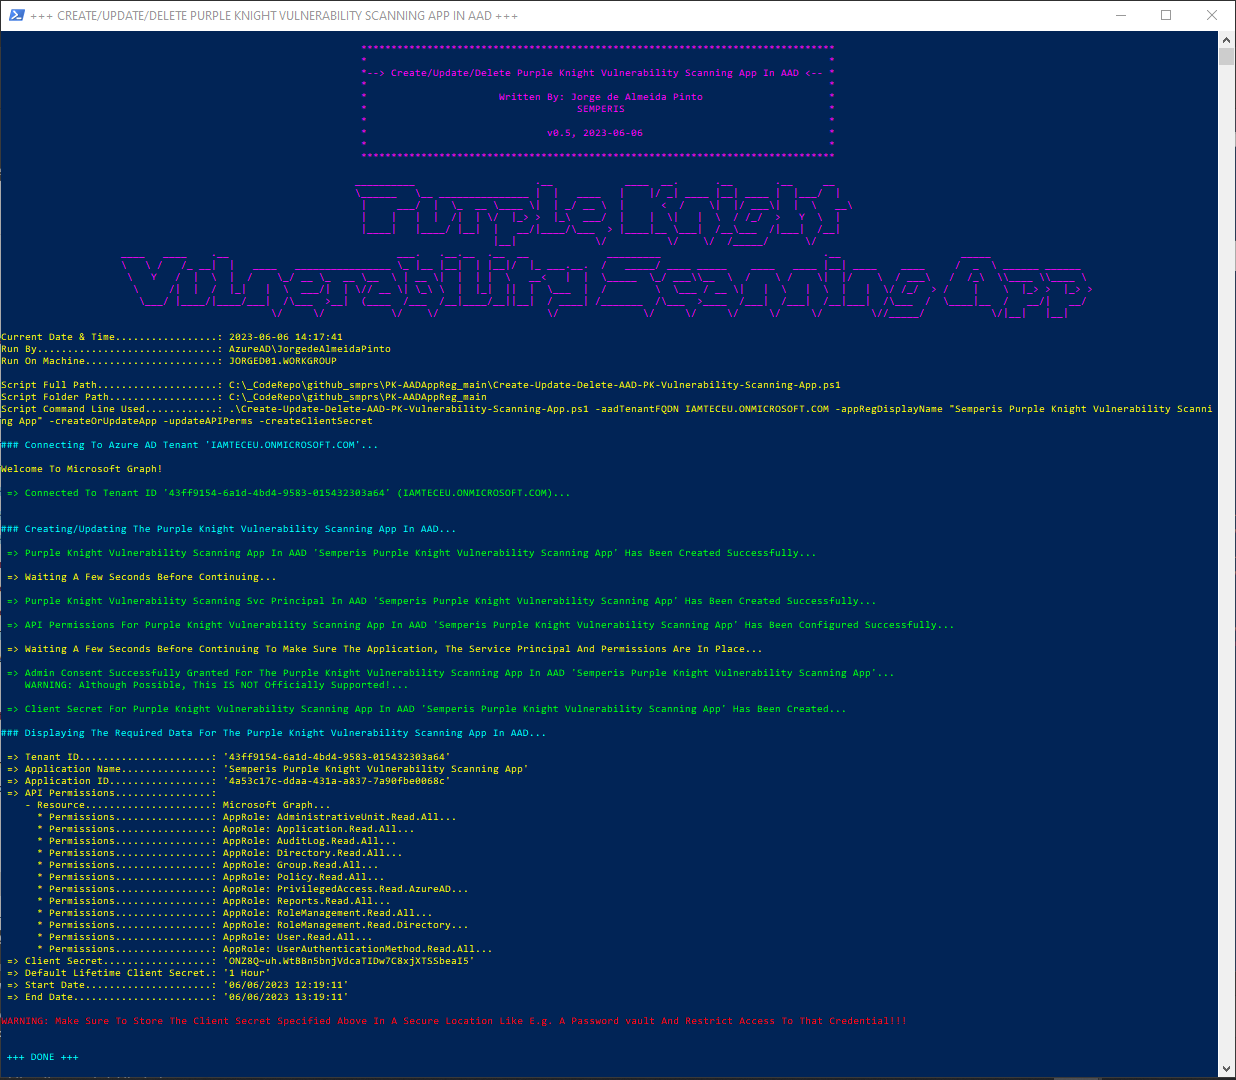 +++ CREATE/UPDATE/DELETE PURPLE KNIGHT VULNERABILITY SCANNING APP IN AAD +++
*******************************************************************************
* *
*--> Create/Update/Delete Purple Knight Vulnerability Scanning App In AAD <-- *
* *
* Written By: Jorge de Almeida Pinto *
* SEMPERIS *
* *
* v0.5, 2023-06-06 *
* *
*******************************************************************************
Purple Knight
Vulnerability Scanning App
Current Date & Time.................: 2023-06-06 14:17:41
Run By..............................: AzureAD\JorgedeAlmeidaPinto
Run On Machine......................: JORGED01.WORKGROUP
Script Full Path....................: C:\_CodeRepo\github_smprs\PK-AADAppReg_main\Create-Update-Delete-AAD-PK-Vulnerability-Scanning-App.ps1
Script Folder Path..................: C:\_CodeRepo\github_smprs\PK-AADAppReg_main
Script Command Line Used............: .\Create-Update-Delete-AAD-PK-Vulnerability-Scanning-App.ps1 -aadTenantFQDN IAMTECEU.ONMICROSOFT.COM -appRegDisplayName "Semperis Purple Knight Vulnerability Scanni
ng App" -createOrUpdateApp -updateAPIPerms -createClientSecret
### Connecting To Azure AD Tenant 'IAMTECEU.ONMICROSOFT.COM'...
Welcome To Microsoft Graph!
=> Connected To Tenant ID '43ff9154-6a1d-4bd4-9583-015432303a64' (IAMTECEU.ONMICROSOFT.COM)...
### Creating/Updating The Purple Knight Vulnerability Scanning App In AAD...
=> Purple Knight Vulnerability Scanning App In AAD 'Semperis Purple Knight Vulnerability Scanning App' Has Been Created Successfully...
=> Waiting A Few Seconds Before Continuing...
=> Purple Knight Vulnerability Scanning Svc Principal In AAD 'Semperis Purple Knight Vulnerability Scanning App' Has Been Created Successfully...
=> API Permissions For Purple Knight Vulnerability Scanning App In AAD 'Semperis Purple Knight Vulnerability Scanning App' Has Been Configured Successfully...
=> Waiting A Few Seconds Before Continuing To Make Sure The Application, The Service Principal And Permissions Are In Place...
=> Admin Consent Successfully Granted For The Purple Knight Vulnerability Scanning App In AAD 'Semperis Purple Knight Vulnerability Scanning App'...
WARNING: Although Possible, This IS NOT Officially Supported!...
=> Client Secret For Purple Knight Vulnerability Scanning App In AAD 'Semperis Purple Knight Vulnerability Scanning App' Has Been Created...
### Displaying The Required Data For The Purple Knight Vulnerability Scanning App In AAD...
=> Tenant ID......................: '43ff9154-6a1d-4bd4-9583-015432303a64'
=> Application Name...............: 'Semperis Purple Knight Vulnerability Scanning App'
=> Application ID.................: '4a53c17c-ddaa-431a-a837-7a90fbe0068c'
=> API Permissions................:
- Resource.....................: Microsoft Graph...
* Permissions................: AppRole: AdministrativeUnit.Read.All...
* Permissions................: AppRole: Application.Read.All...
* Permissions................: AppRole: AuditLog.Read.All...
* Permissions................: AppRole: Directory.Read.All...
* Permissions................: AppRole: Group.Read.All...
* Permissions................: AppRole: Policy.Read.All...
* Permissions................: AppRole: PrivilegedAccess.Read.AzureAD...
* Permissions................: AppRole: Reports.Read.All...
* Permissions................: AppRole: RoleManagement.Read.All...
* Permissions................: AppRole: RoleManagement.Read.Directory...
* Permissions................: AppRole: User.Read.All...
* Permissions................: AppRole: UserAuthenticationMethod.Read.All...
=> Client Secret..................: 'ONZ8Q~uh.WtBBn5bnjVdcaTIDw7C8xjXTSSbeaI5'
=> Default Lifetime Client Secret.: '1 Hour'
=> Start Date.....................: '06/06/2023 12:19:11'
=> End Date.......................: '06/06/2023 13:19:11'
WARNING: Make Sure To Store The Client Secret Specified Above In A Secure Location Like E.g. A Password vault And Restrict Access To That Credential!!!
+++ DONE +++